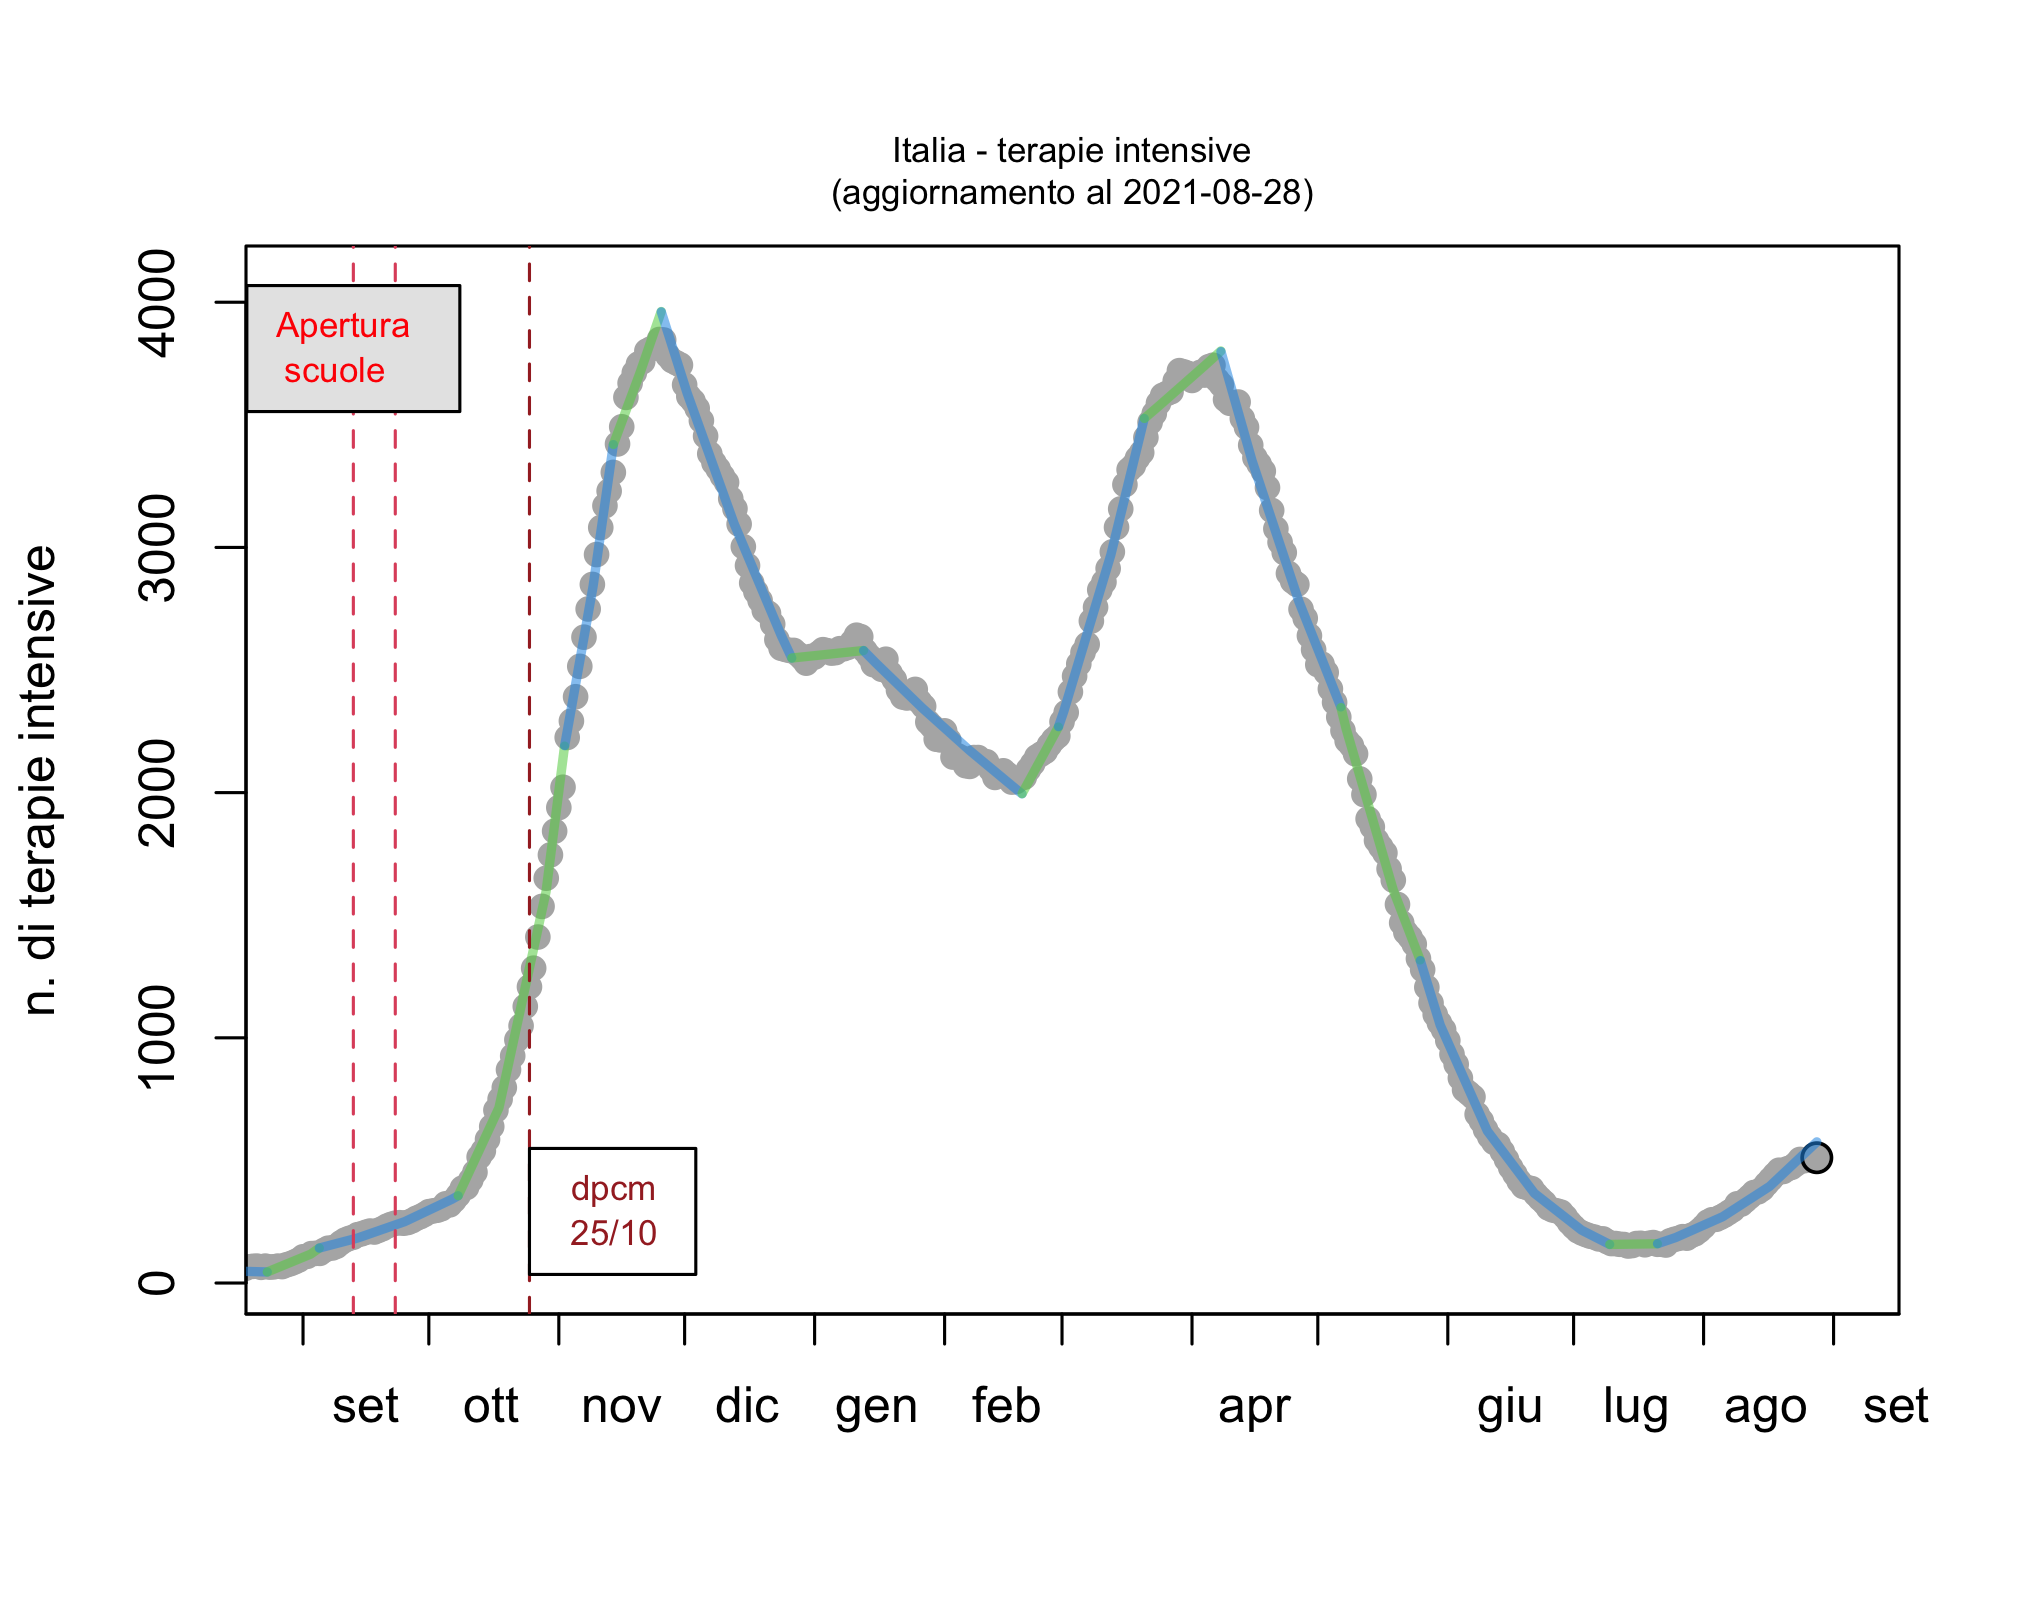 Italia - terapie intensive
(aggiornamento al 2021-08-28)
n. di terapie intensive
4000
3000
2000
1000
0
Apertura
scuole
dpcm
25/10
set ott nov dic gen feb apr giu lug ago set